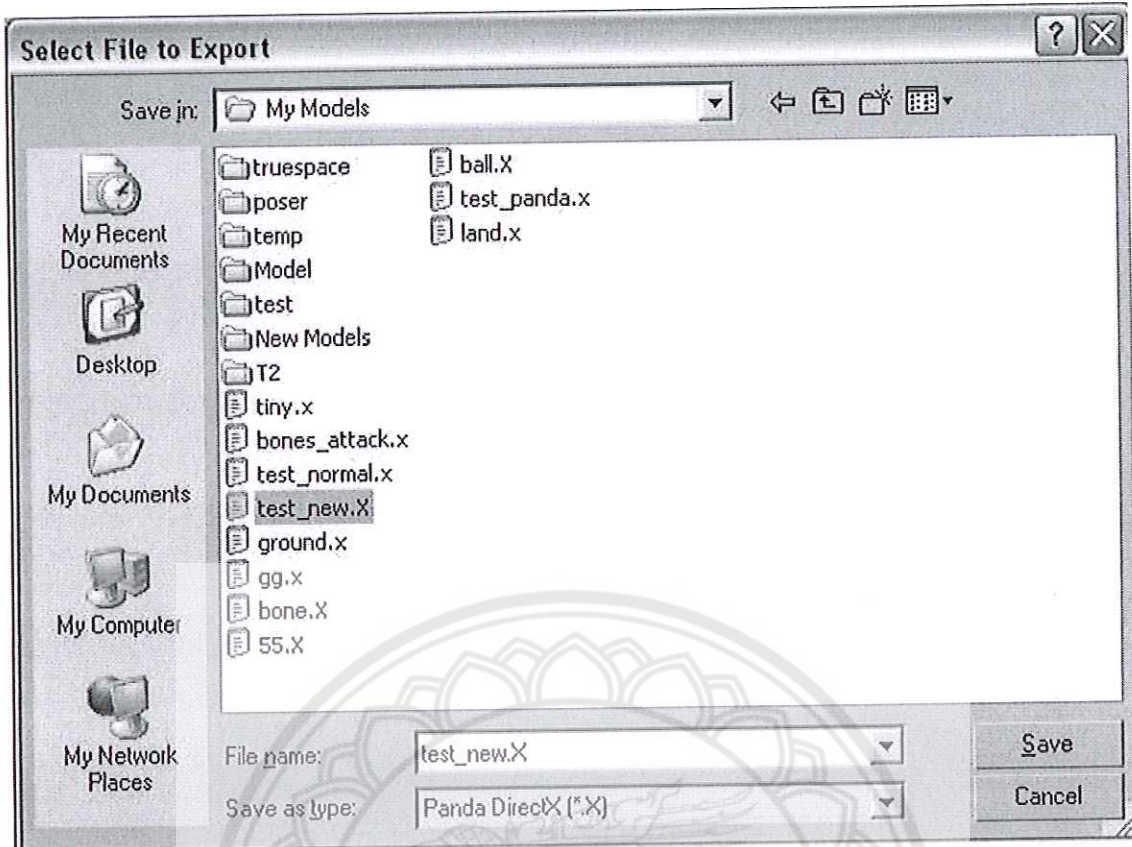 Select File to Export
Save in: My Models
My Recent Documents
Desktop
My Documents
My Computer
My Network Places
truespace
poser
temp
Model
test
New Models
T2
tiny.x
bones_attack.x
test_normal.x
test_new.X
ground.x
gg.x
bone.X
55.X
ball.X
test_panda.x
land.x
File name: test_new.X
Save
Save as type: Panda DirectX (*.X)
Cancel